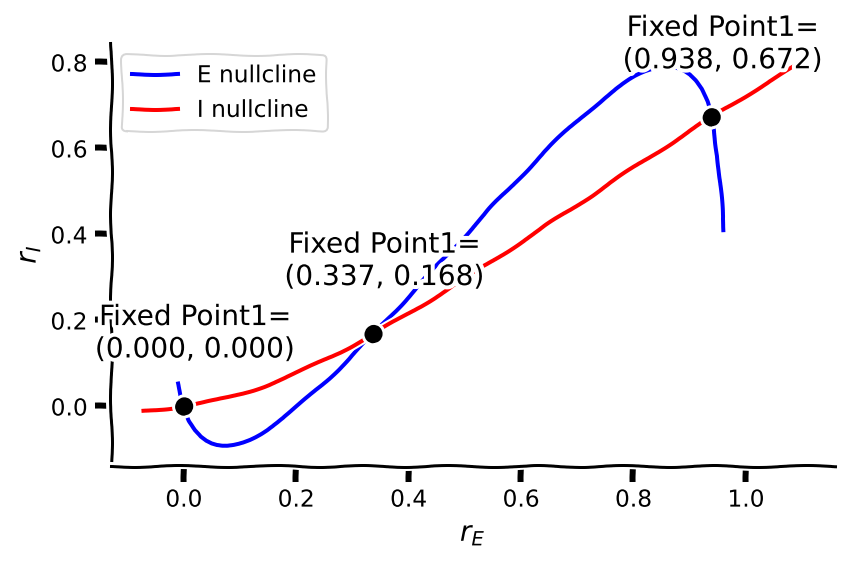 Fixed Point1=
(0.938, 0.672)
E nullcline
I nullcline
0.8
0.6
0.4
0.2
0.0
r_I
Fixed Point1=
(0.337, 0.168)
Fixed Point1=
(0.000, 0.000)
0.0 0.2 0.4 0.6 0.8 1.0
r_E